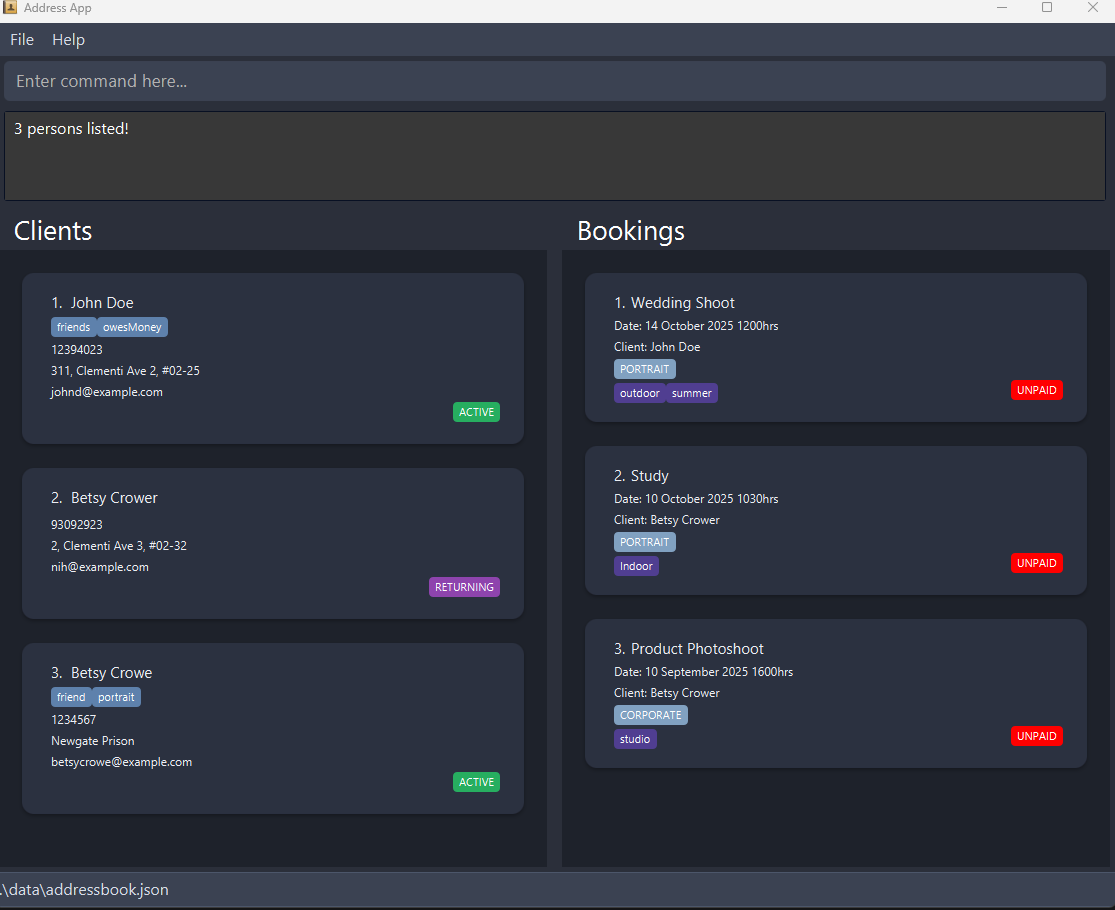 Address App
File Help
Enter command here...
3 persons listed!
Clients
1. John Doe
friends owesMoney
12394023
311, Clementi Ave 2, #02-25
johnd@example.com
ACTIVE
2. Betsy Crower
93092923
2, Clementi Ave 3, #02-32
nih@example.com
RETURNING
3. Betsy Crowe
friend portrait
1234567
Newgate Prison
betsycrowe@example.com
ACTIVE
Bookings
1. Wedding Shoot
Date: 14 October 2025 1200hrs
Client: John Doe
PORTRAIT
outdoor summer
UNPAID
2. Study
Date: 10 October 2025 1030hrs
Client: Betsy Crower
PORTRAIT
Indoor
UNPAID
3. Product Photoshoot
Date: 10 September 2025 1600hrs
Client: Betsy Crower
CORPORATE
studio
UNPAID
.\data\addressbook.json